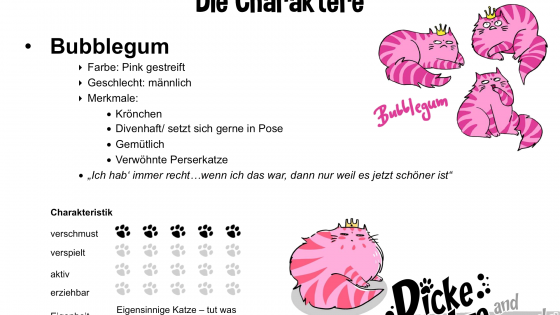 Die Charaktere
Bubblegum
Farbe: Pink gestreift
Geschlecht: männlich
Merkmale:
Krönchen
Divenhaft/ setzt sich gerne in Pose
Gemütlich
Verwöhnte Perserkatze
„Ich hab‘ immer recht…wenn ich das war, dann nur weil es jetzt schöner ist“
Bubblegum
Charakteristik
verschmust
verspielt
aktiv
erziehbar
Eigensinnige Katze – tut was
Dicke
and